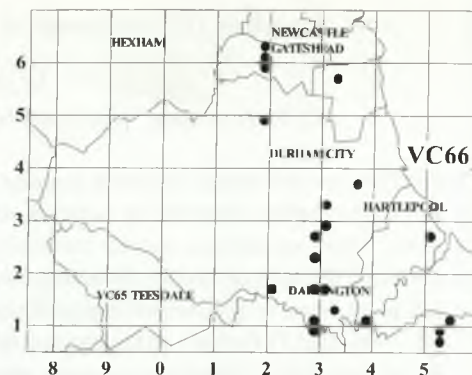 HEXHAM
NEWCASTLE
GATESHEAD
6
5
DURHAM CITY
VC66
4
HARTLEPOOL
3
2
VC65 TEESDALE
DARLINGTON
1
8 9 0 1 2 3 4 5